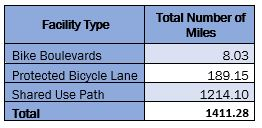 Facility Type Total Number of
Miles
Bike Boulevards 8.03
Protected Bicycle Lane 189.15
Shared Use Path 1214.10
Total 1411.28